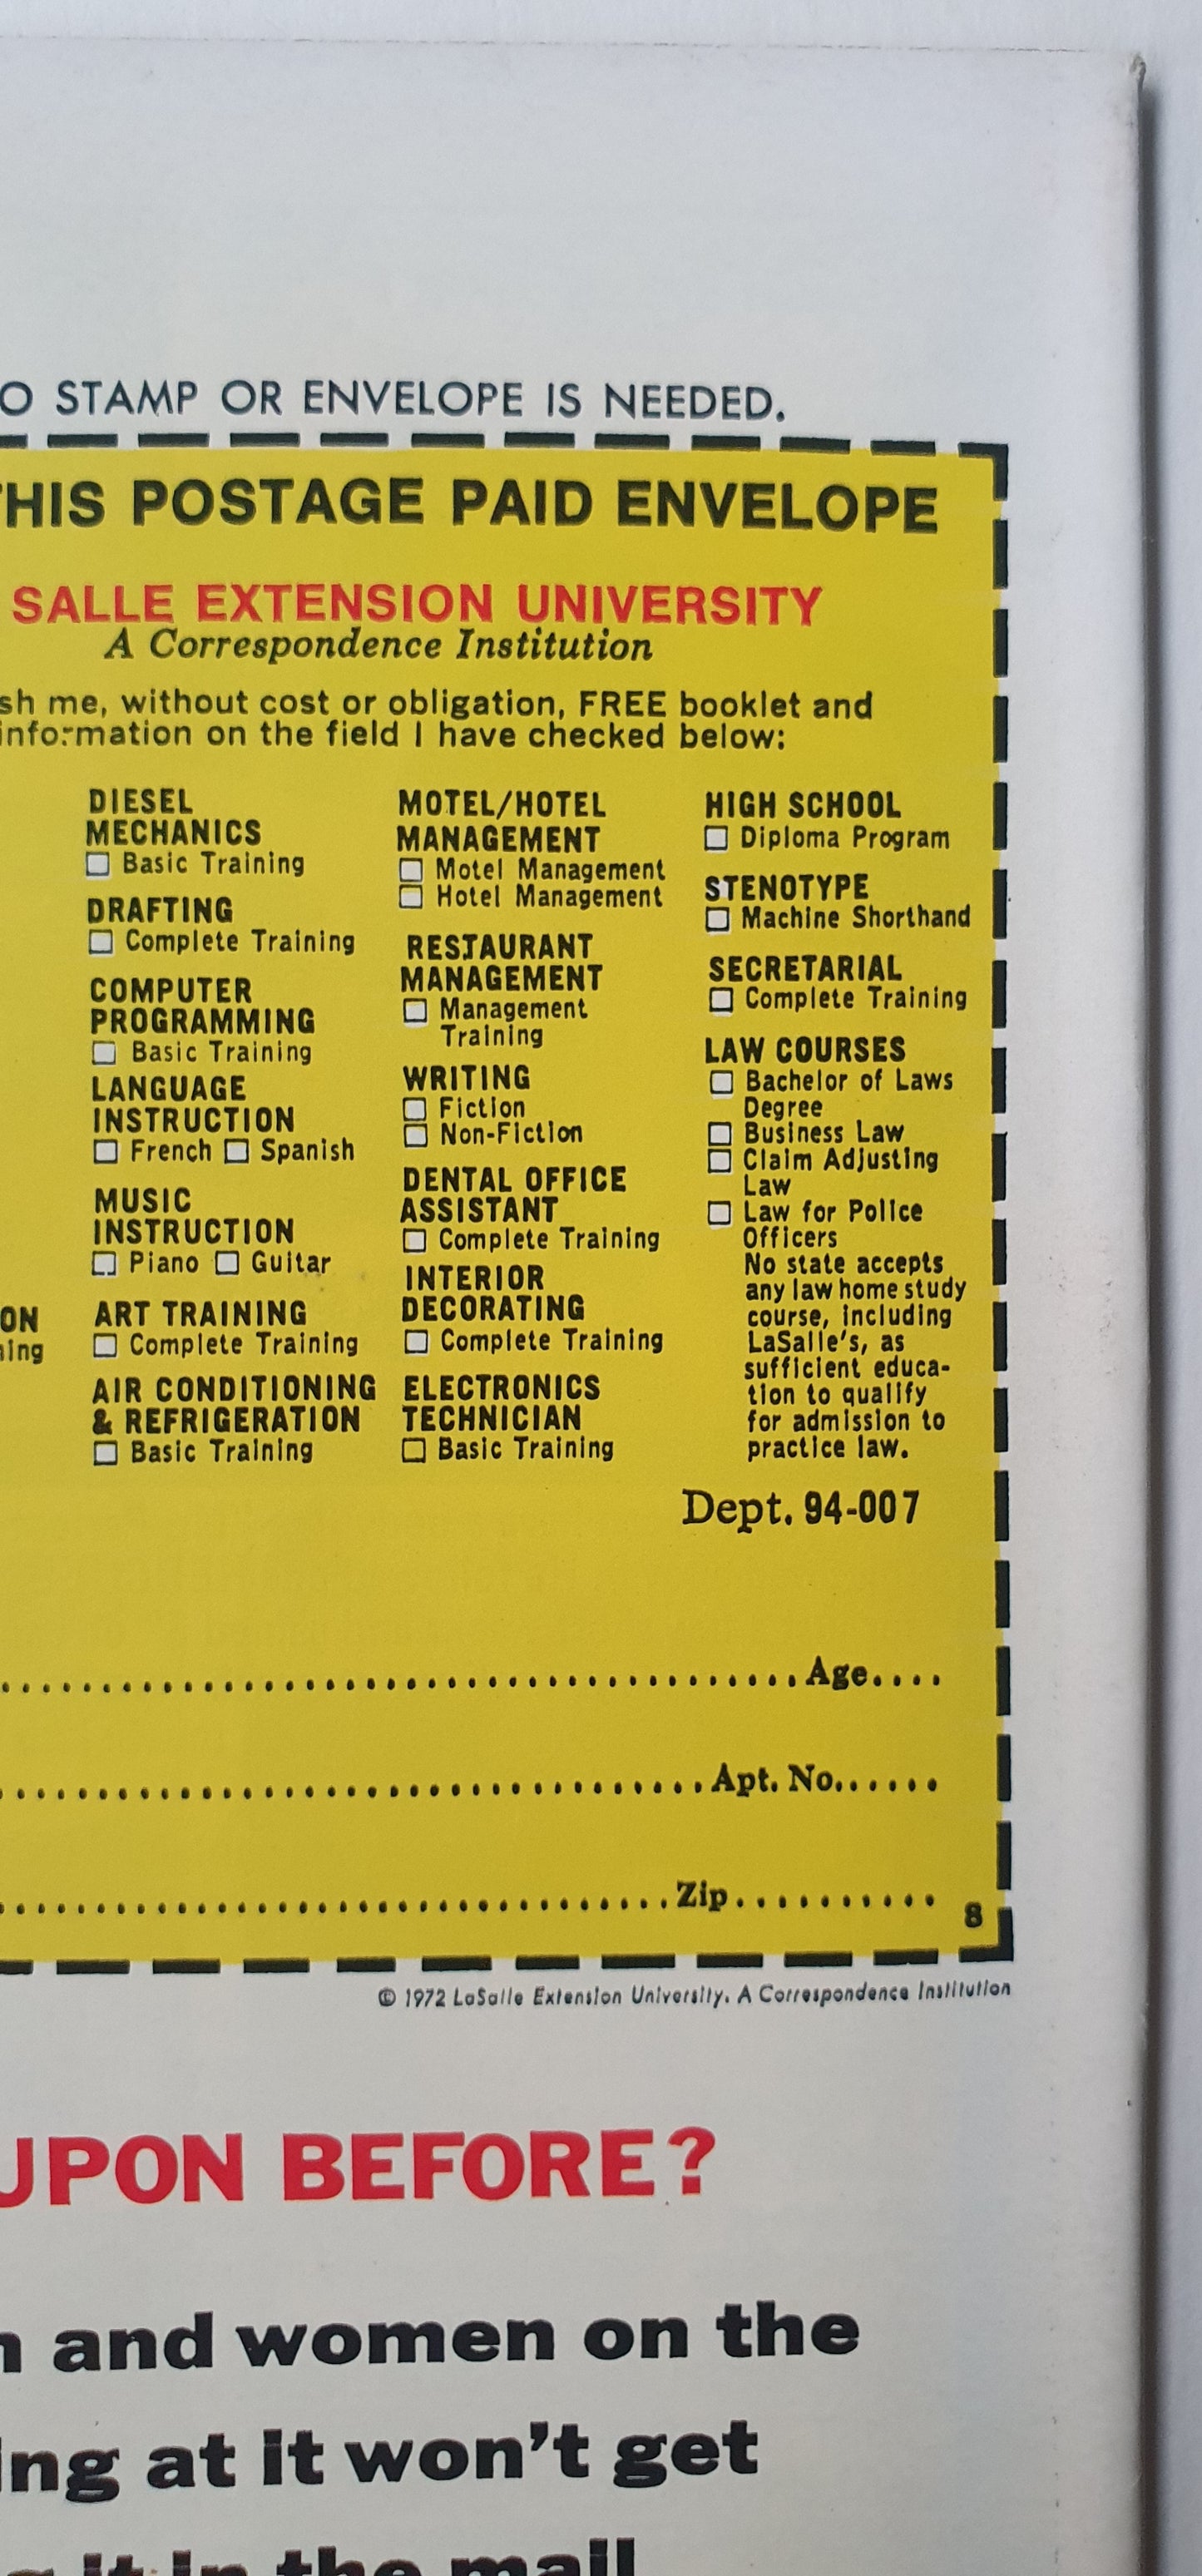 O STAMP OR ENVELOPE IS NEEDED.
THIS POSTAGE PAID ENVELOPE
SALLE EXTENSION UNIVERSITY
A Correspondence Institution
sh me, without cost or obligation, FREE booklet and
information on the field I have checked below:
DIESEL
MECHANICS
Basic Training
DRAFTING
Complete Training
COMPUTER
PROGRAMMING
Basic Training
LANGUAGE
INSTRUCTION
French Spanish
MUSIC
INSTRUCTION
Piano Guitar
ON
ning
ART TRAINING
Complete Training
AIR CONDITIONING
& REFRIGERATION
Basic Training
MOTEL/HOTEL
MANAGEMENT
Motel Management
Hotel Management
RESTAURANT
MANAGEMENT
Management
Training
WRITING
Fiction
Non-Fiction
DENTAL OFFICE
ASSISTANT
Complete Training
INTERIOR
DECORATING
Complete Training
ELECTRONICS
TECHNICIAN
Basic Training
HIGH SCHOOL
Diploma Program
STENOTYPE
Machine Shorthand
SECRETARIAL
Complete Training
LAW COURSES
Bachelor of Laws
Degree
Business Law
Claim Adjusting
Law
Law for Police
Officers
No state accepts
any law home study
course, including
LaSalle's, as
sufficient educa-
tion to qualify
for admission to
practice law.
Dept. 94-007
Age....
Apt. No......
Zip..........
8
© 1972 LaSalle Extension University. A Correspondence Institution
UPON BEFORE?
n and women on the
ing at it won't get
g it in the mail